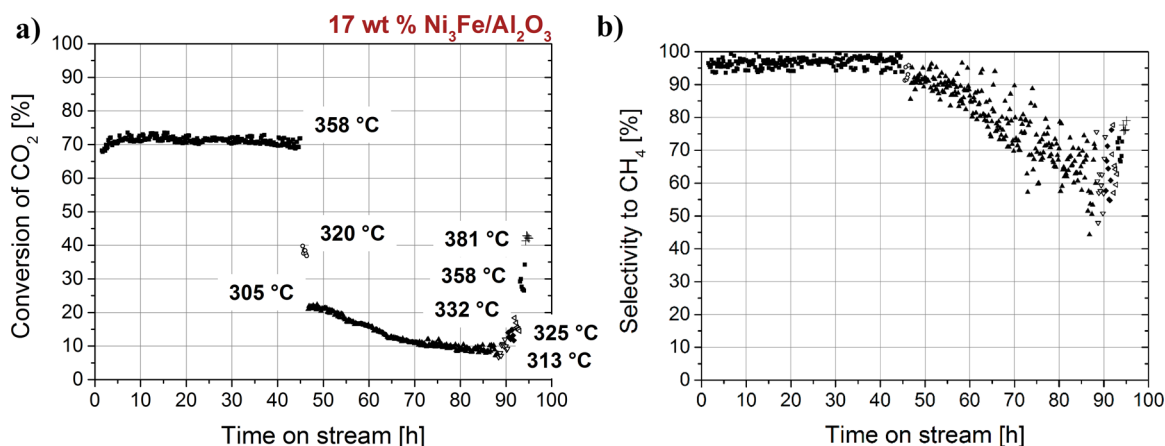 a)
17 wt % Ni₃Fe/Al₂O₃
Conversion of CO₂ [%]
100
90
80
70
60
50
40
30
20
10
0
358 °C
320 °C
305 °C
381 °C
358 °C
332 °C
325 °C
313 °C
0 10 20 30 40 50 60 70 80 90 100
Time on stream [h]
b)
Selectivity to CH₄ [%]
100
90
80
70
60
50
40
30
20
10
0
0 10 20 30 40 50 60 70 80 90 100
Time on stream [h]